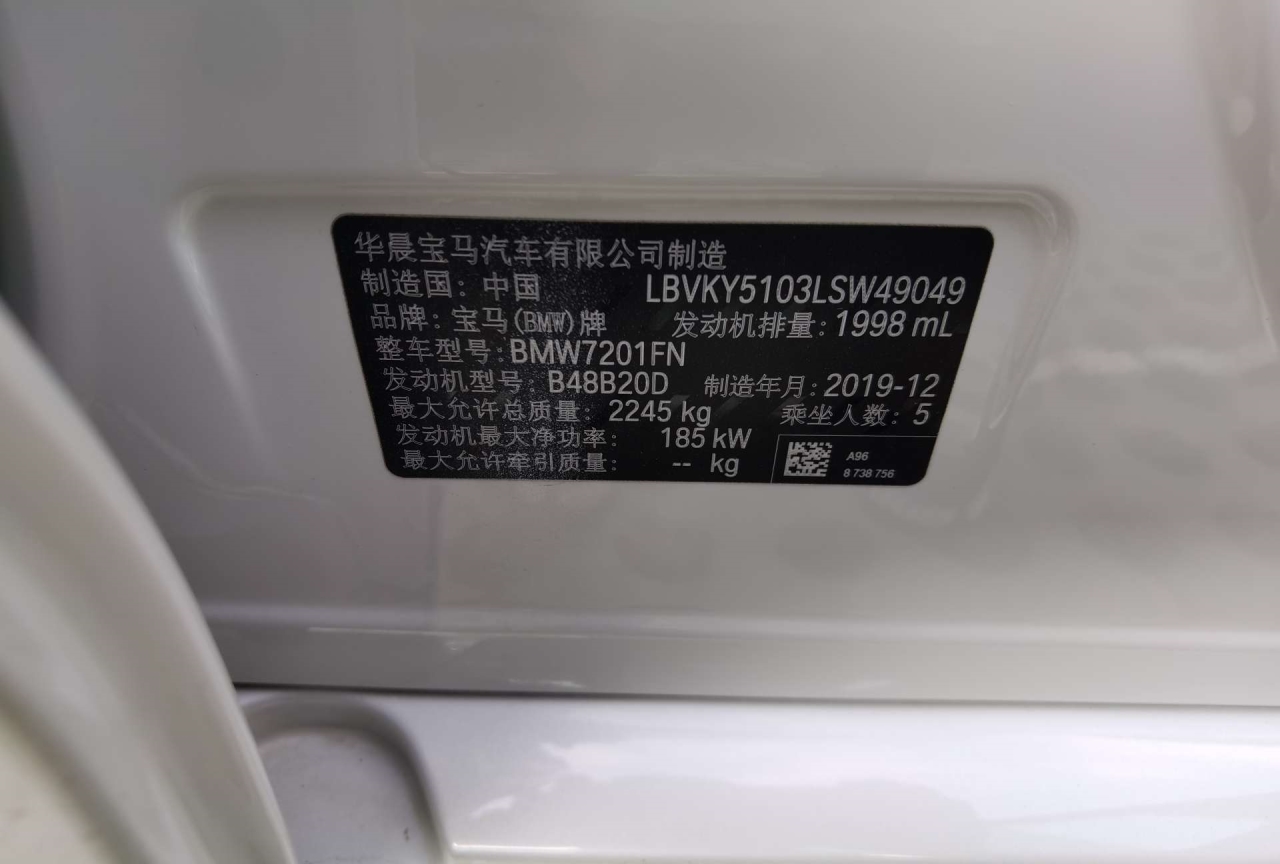 华晨宝马汽车有限公司制造
制造国：中国 LBVKY5103LSW49049
品牌：宝马(BMW)牌 发动机排量：1998 mL
整车型号：BMW7201FN
发动机型号：B48B20D 制造年月：2019-12
最大允许总质量：2245 kg 乘坐人数：5
发动机最大净功率：185 kW
最大允许牵引质量：-- kg
A96
8 738 756